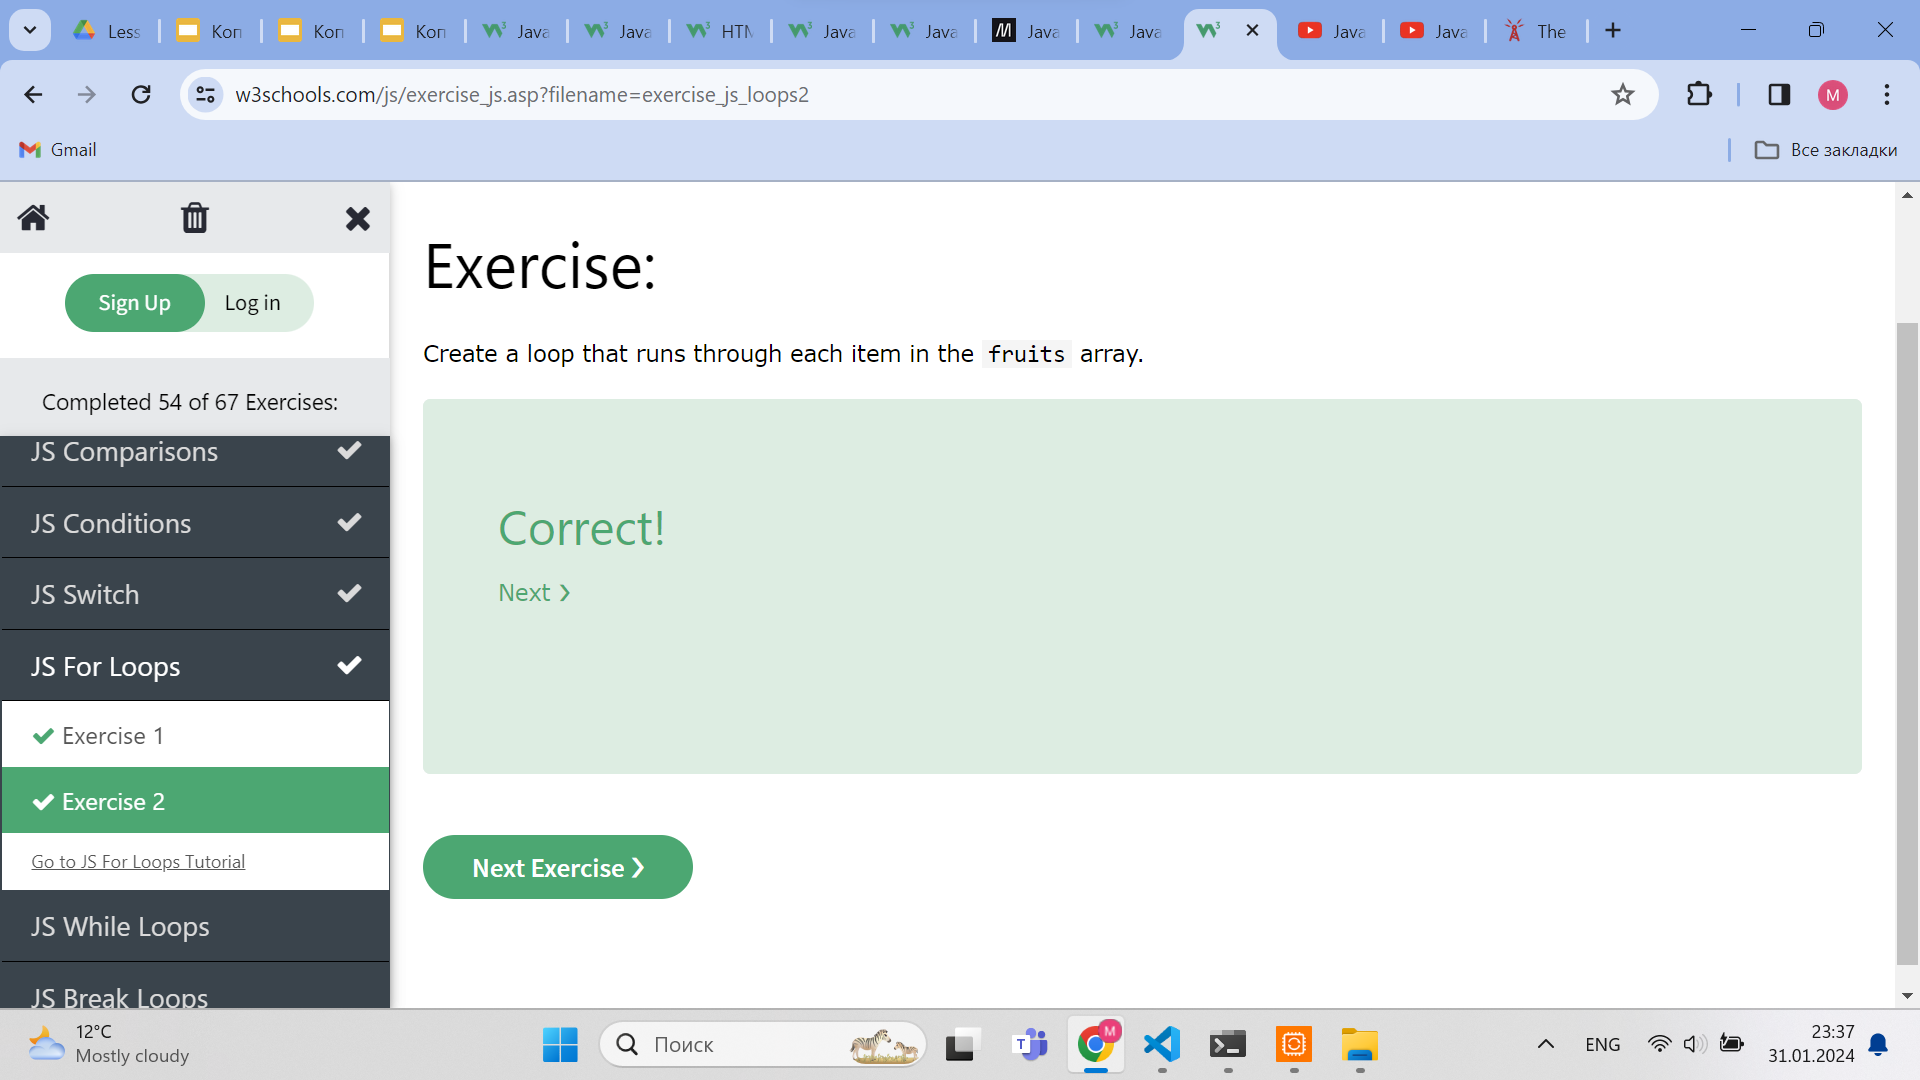 Less
Kon
Kon
Kon
Java
Java
HTM
Java
Java
Java
Java
Java
Java
The
w3schools.com/js/exercise_js.asp?filename=exercise_js_loops2
M
Gmail
Все закладки
Sign Up
Log in
Completed 54 of 67 Exercises:
JS Comparisons
JS Conditions
JS Switch
JS For Loops
Exercise 1
Exercise 2
Go to JS For Loops Tutorial
JS While Loops
JS Break Loops
Exercise:
Create a loop that runs through each item in the fruits array.
Correct!
Next ❯
Next Exercise ❯
12°C
Mostly cloudy
Поиск
M
ENG
23:37
31.01.2024